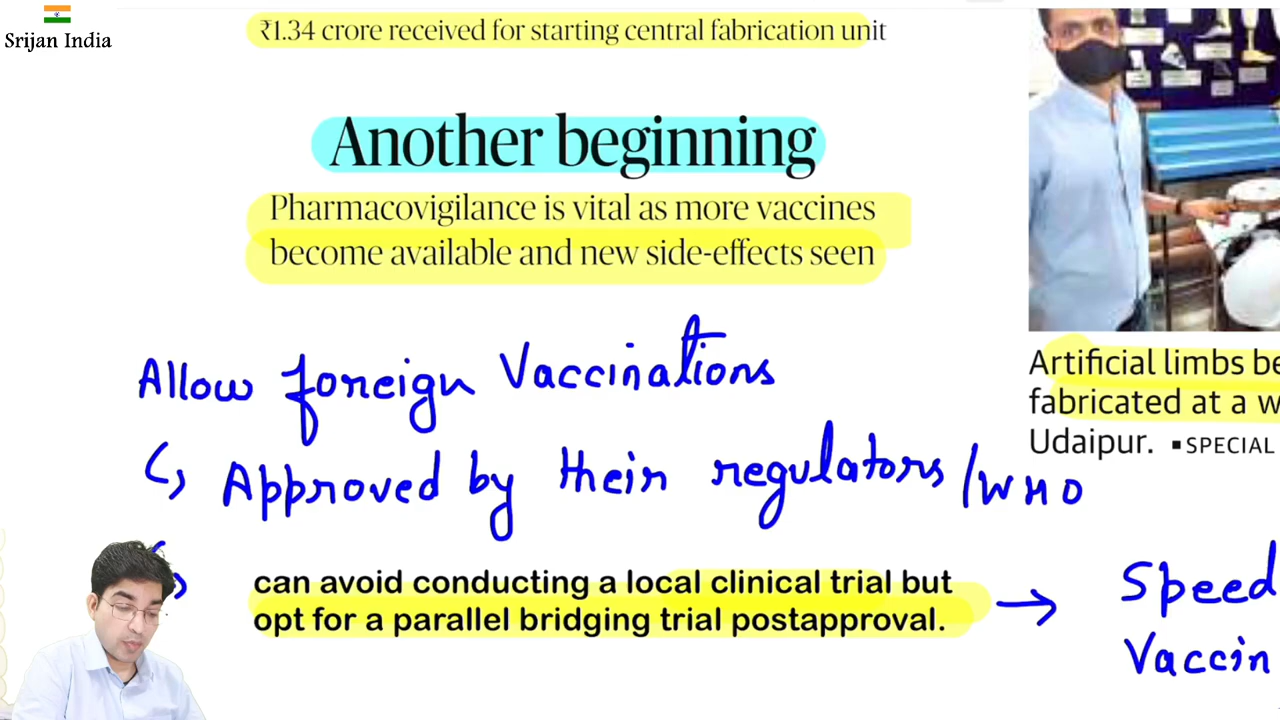 Srijan India
₹1.34 crore received for starting central fabrication unit
Another beginning
Pharmacovigilance is vital as more vaccines
become available and new side-effects seen
Allow foreign Vaccinations
Approved by their regulators/WHO
can avoid conducting a local clinical trial but
opt for a parallel bridging trial postapproval.
→ Speed
Vaccin
Artificial limbs be
fabricated at a w
Udaipur. ▪SPECIAL